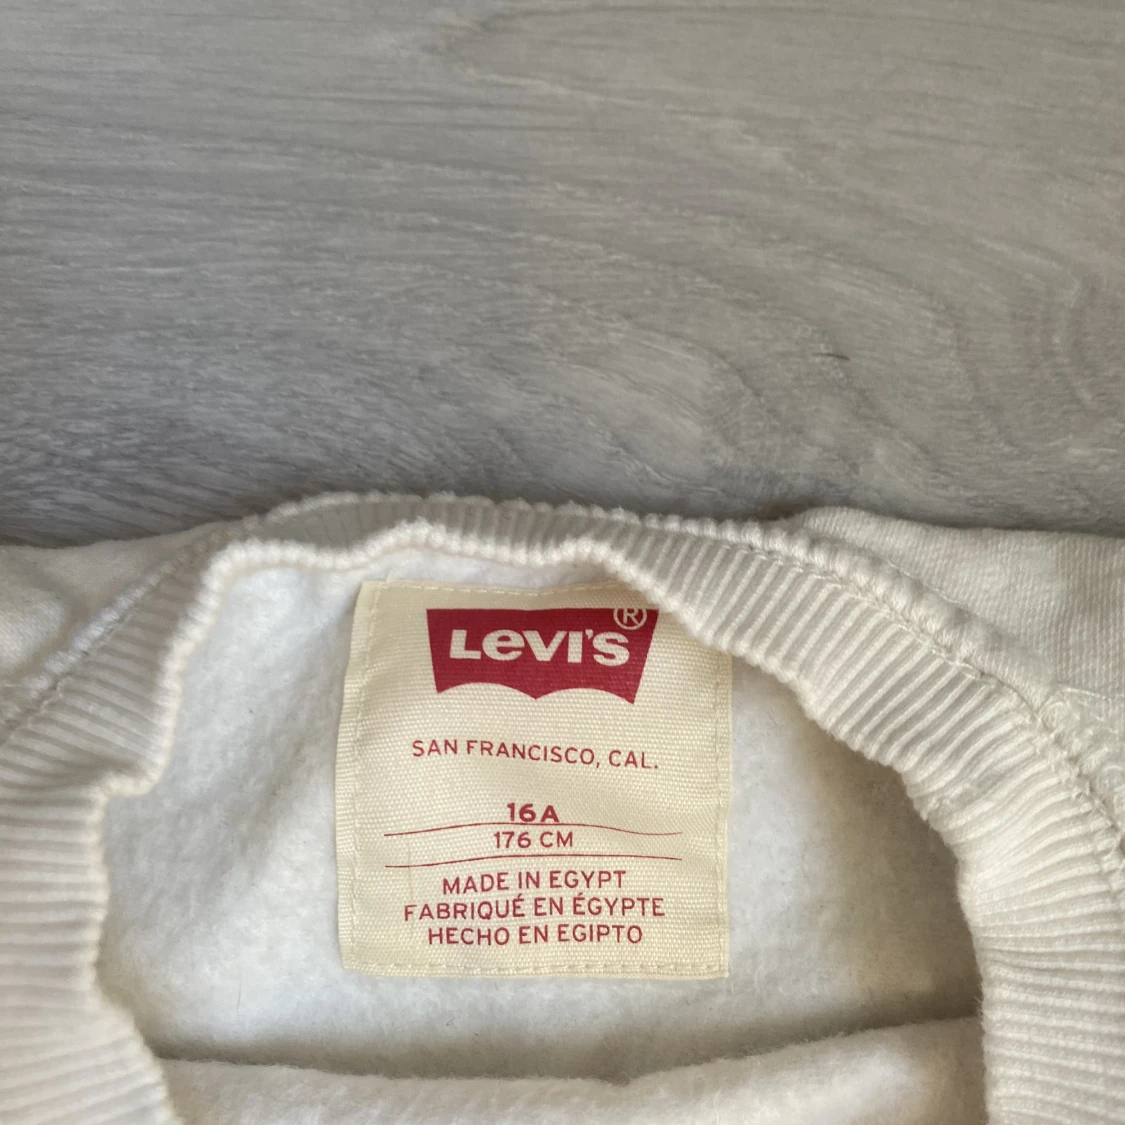 Levi's®
SAN FRANCISCO, CAL.
16A
176 CM
MADE IN EGYPT
FABRIQUÉ EN ÉGYPTE
HECHO EN EGIPTO